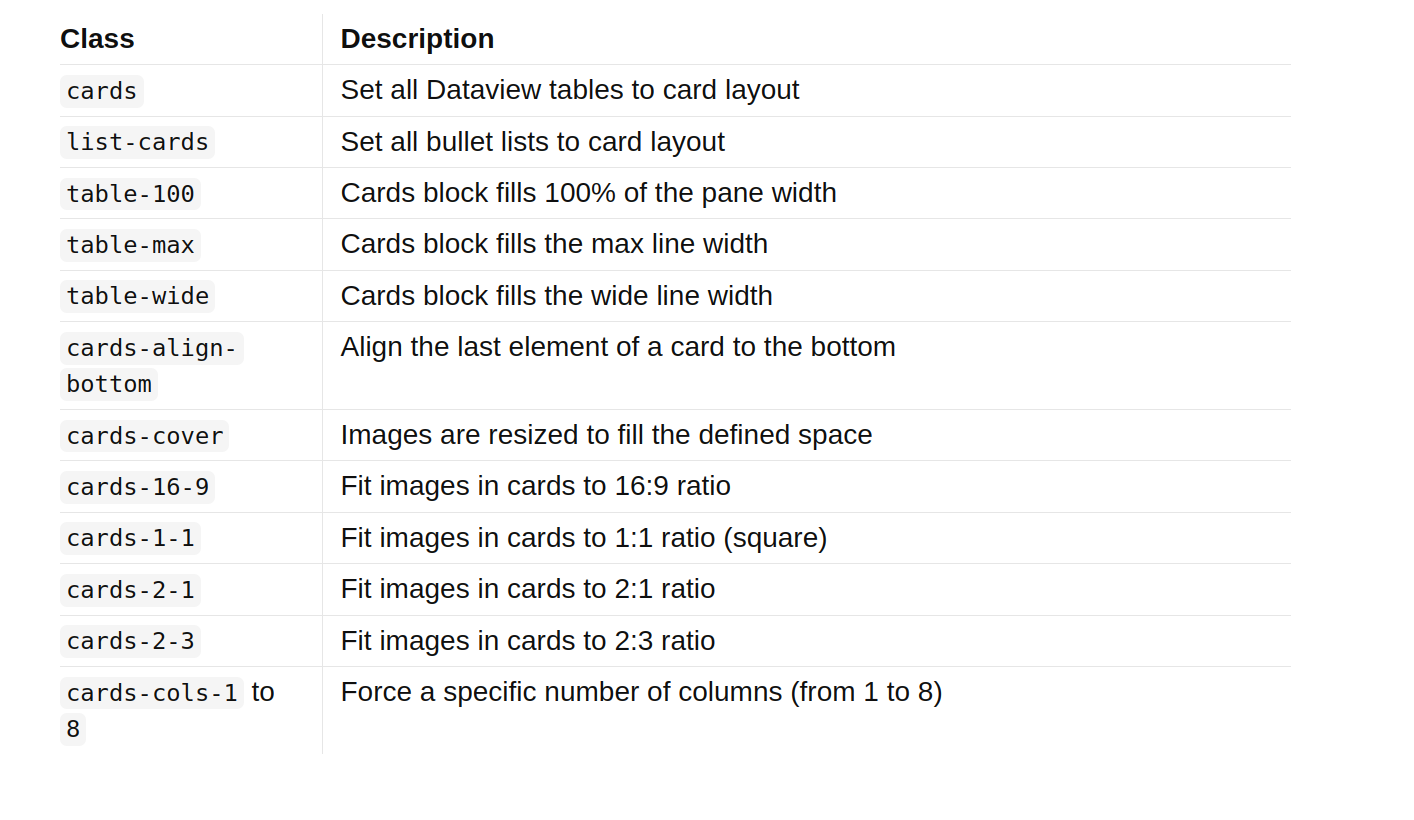 Class Description
cards Set all Dataview tables to card layout
list-cards Set all bullet lists to card layout
table-100 Cards block fills 100% of the pane width
table-max Cards block fills the max line width
table-wide Cards block fills the wide line width
cards-align- Align the last element of a card to the bottom
bottom
cards-cover Images are resized to fill the defined space
cards-16-9 Fit images in cards to 16:9 ratio
cards-1-1 Fit images in cards to 1:1 ratio (square)
cards-2-1 Fit images in cards to 2:1 ratio
cards-2-3 Fit images in cards to 2:3 ratio
cards-cols-1 to Force a specific number of columns (from 1 to 8)
8